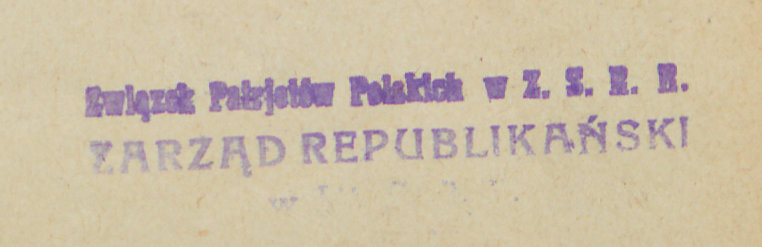 Związek Patrjotów Polskich w Z. S. R. R.
ZARZĄD REPUBLIKAŃSKI
w